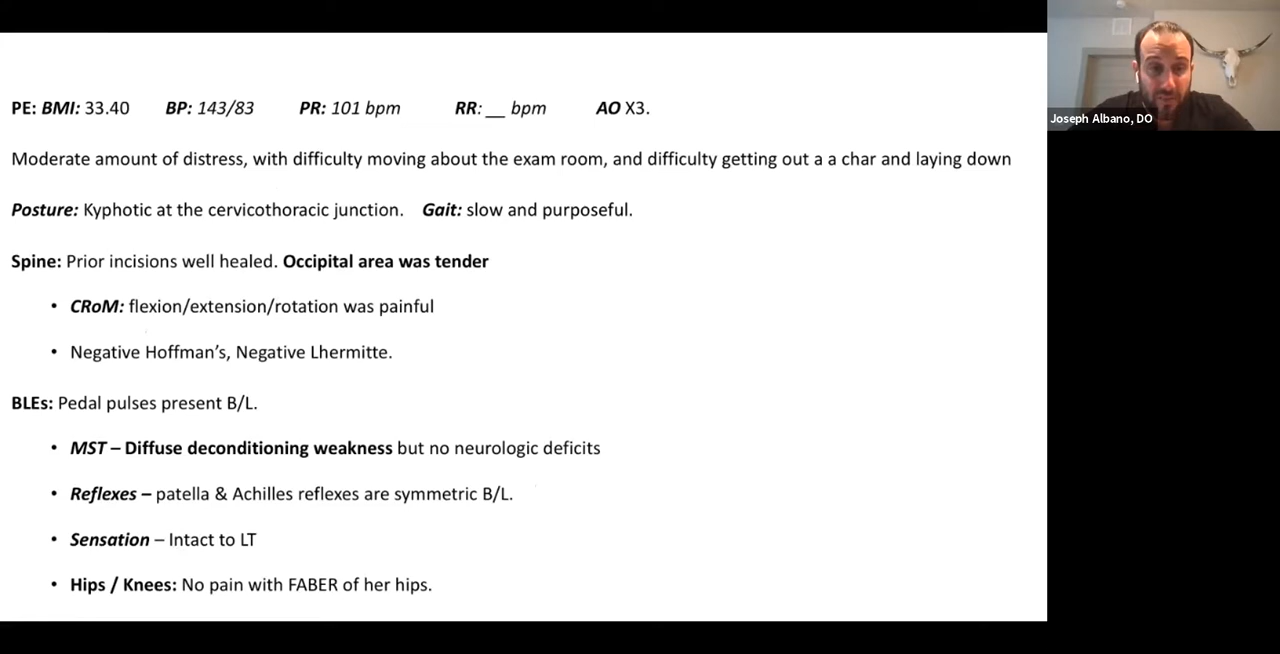 PE: BMI: 33.40 BP: 143/83 PR: 101 bpm RR: __ bpm AO X3.
Joseph Albano, DO
Moderate amount of distress, with difficulty moving about the exam room, and difficulty getting out a a char and laying down
Posture: Kyphotic at the cervicothoracic junction. Gait: slow and purposeful.
Spine: Prior incisions well healed. Occipital area was tender
• CRoM: flexion/extension/rotation was painful
• Negative Hoffman's, Negative Lhermitte.
BLEs: Pedal pulses present B/L.
• MST – Diffuse deconditioning weakness but no neurologic deficits
• Reflexes – patella & Achilles reflexes are symmetric B/L.
• Sensation – Intact to LT
• Hips / Knees: No pain with FABER of her hips.